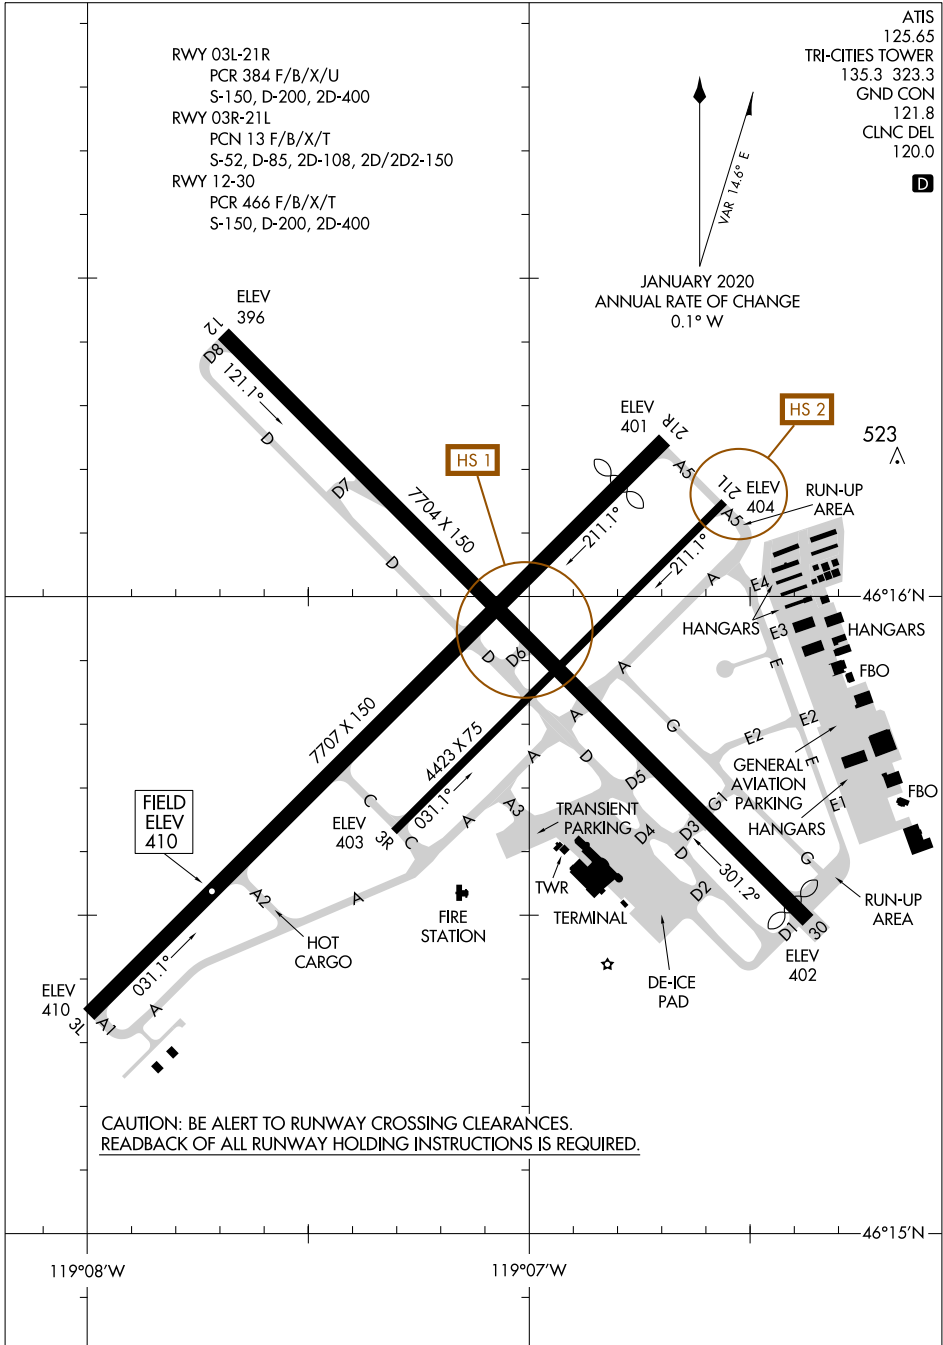 RWY 03L-21R
PCR 384 F/B/X/U
S-150, D-200, 2D-400
RWY 03R-21L
PCN 13 F/B/X/T
S-52, D-85, 2D-108, 2D/2D2-150
RWY 12-30
PCR 466 F/B/X/T
S-150, D-200, 2D-400
ATIS
125.65
TRI-CITIES TOWER
135.3 323.3
GND CON
121.8
CLNC DEL
120.0
D
VAR 14.6° E
JANUARY 2020
ANNUAL RATE OF CHANGE
0.1° W
ELEV
396
12
D8
121.1°
D
D7
7704 X 150
D
HS 1
ELEV
401
21R
A5
HS 2
523
21L
ELEV
404
A5
RUN-UP
AREA
211.1°
211.1°
A
E4
46°16'N
HANGARS
E3
HANGARS
E
FBO
D
D6
A
A
G
E2
E2
7707 X 150
4423 X 75
A
D
D5
E
GENERAL
AVIATION
PARKING
FBO
E1
HANGARS
G1
C
031.1°
A
A3
TRANSIENT
PARKING
D4
D3
D
FIELD
ELEV
410
ELEV
403
3R
C
TWR
TERMINAL
D2
301.2°
G
RUN-UP
AREA
A2
A
HOT
CARGO
FIRE
STATION
D1
30
ELEV
402
DE-ICE
PAD
031.1°
ELEV
410
3L
A1
A
CAUTION: BE ALERT TO RUNWAY CROSSING CLEARANCES.
READBACK OF ALL RUNWAY HOLDING INSTRUCTIONS IS REQUIRED.
46°15'N
119°08'W
119°07'W